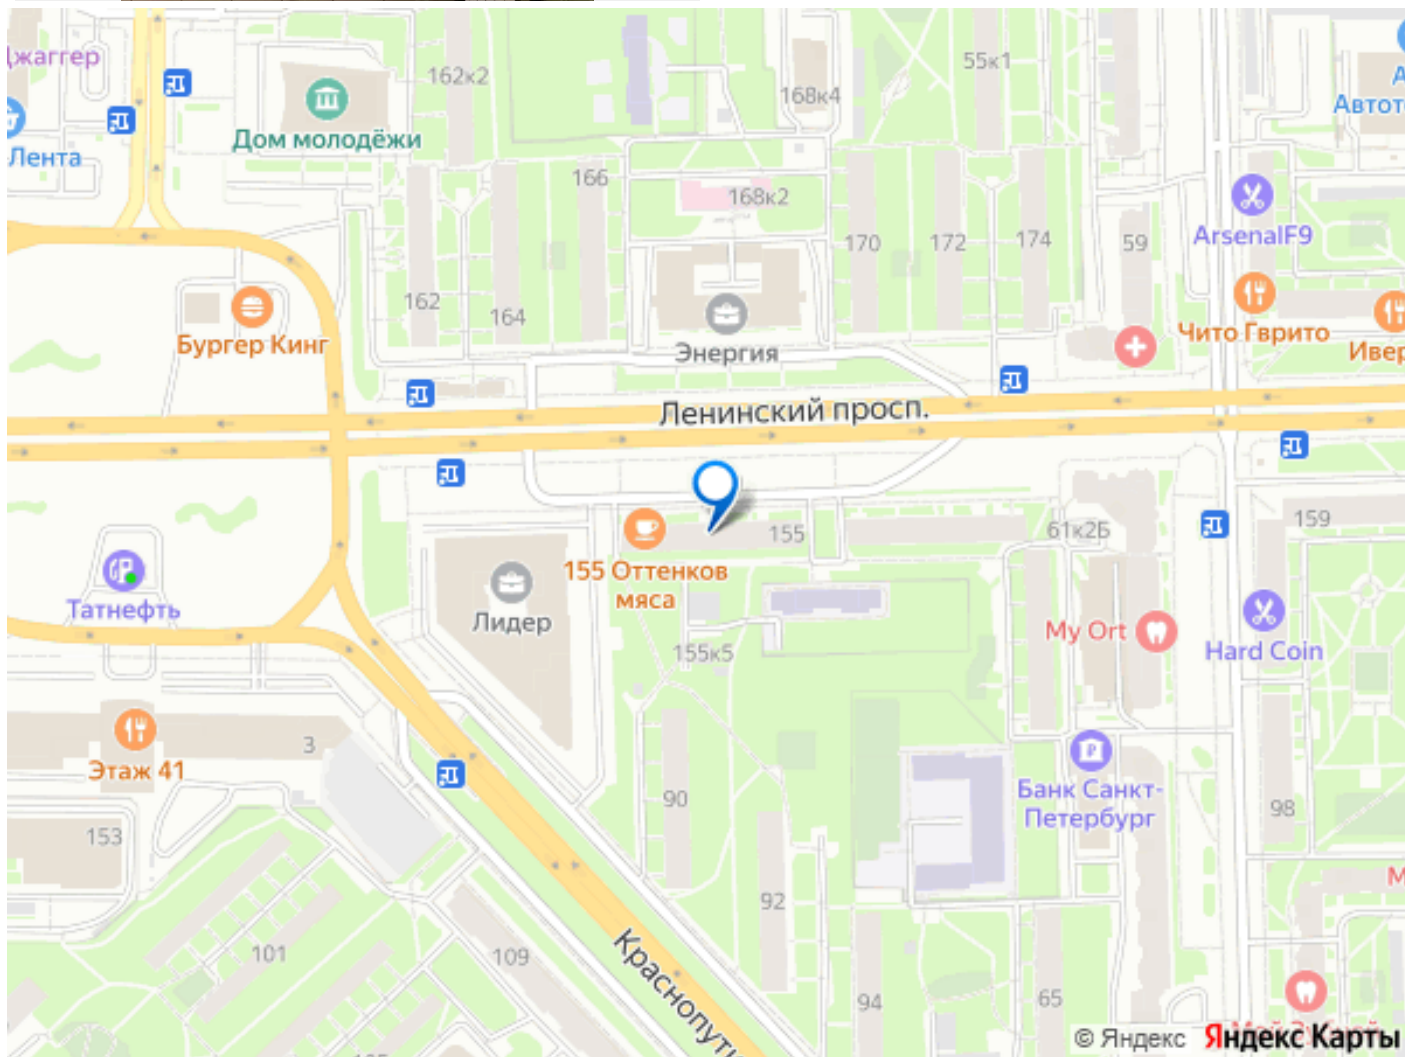 Джаггер
162к2
55к1
168к4
Дом молодёжи
Лента
166
168к2
170
172
174
59
ArsenalF9
162
164
Бургер Кинг
Энергия
Чито Гврито
Ленинский просп.
155
61к2Б
159
155 Оттенков
мяса
Татнефть
Лидер
155к5
My Ort
Hard Coin
3
Этаж 41
90
Банк Санкт-
Петербург
98
153
92
101
109
Краснопути
94
65
© Яндекс
Яндекс Карты